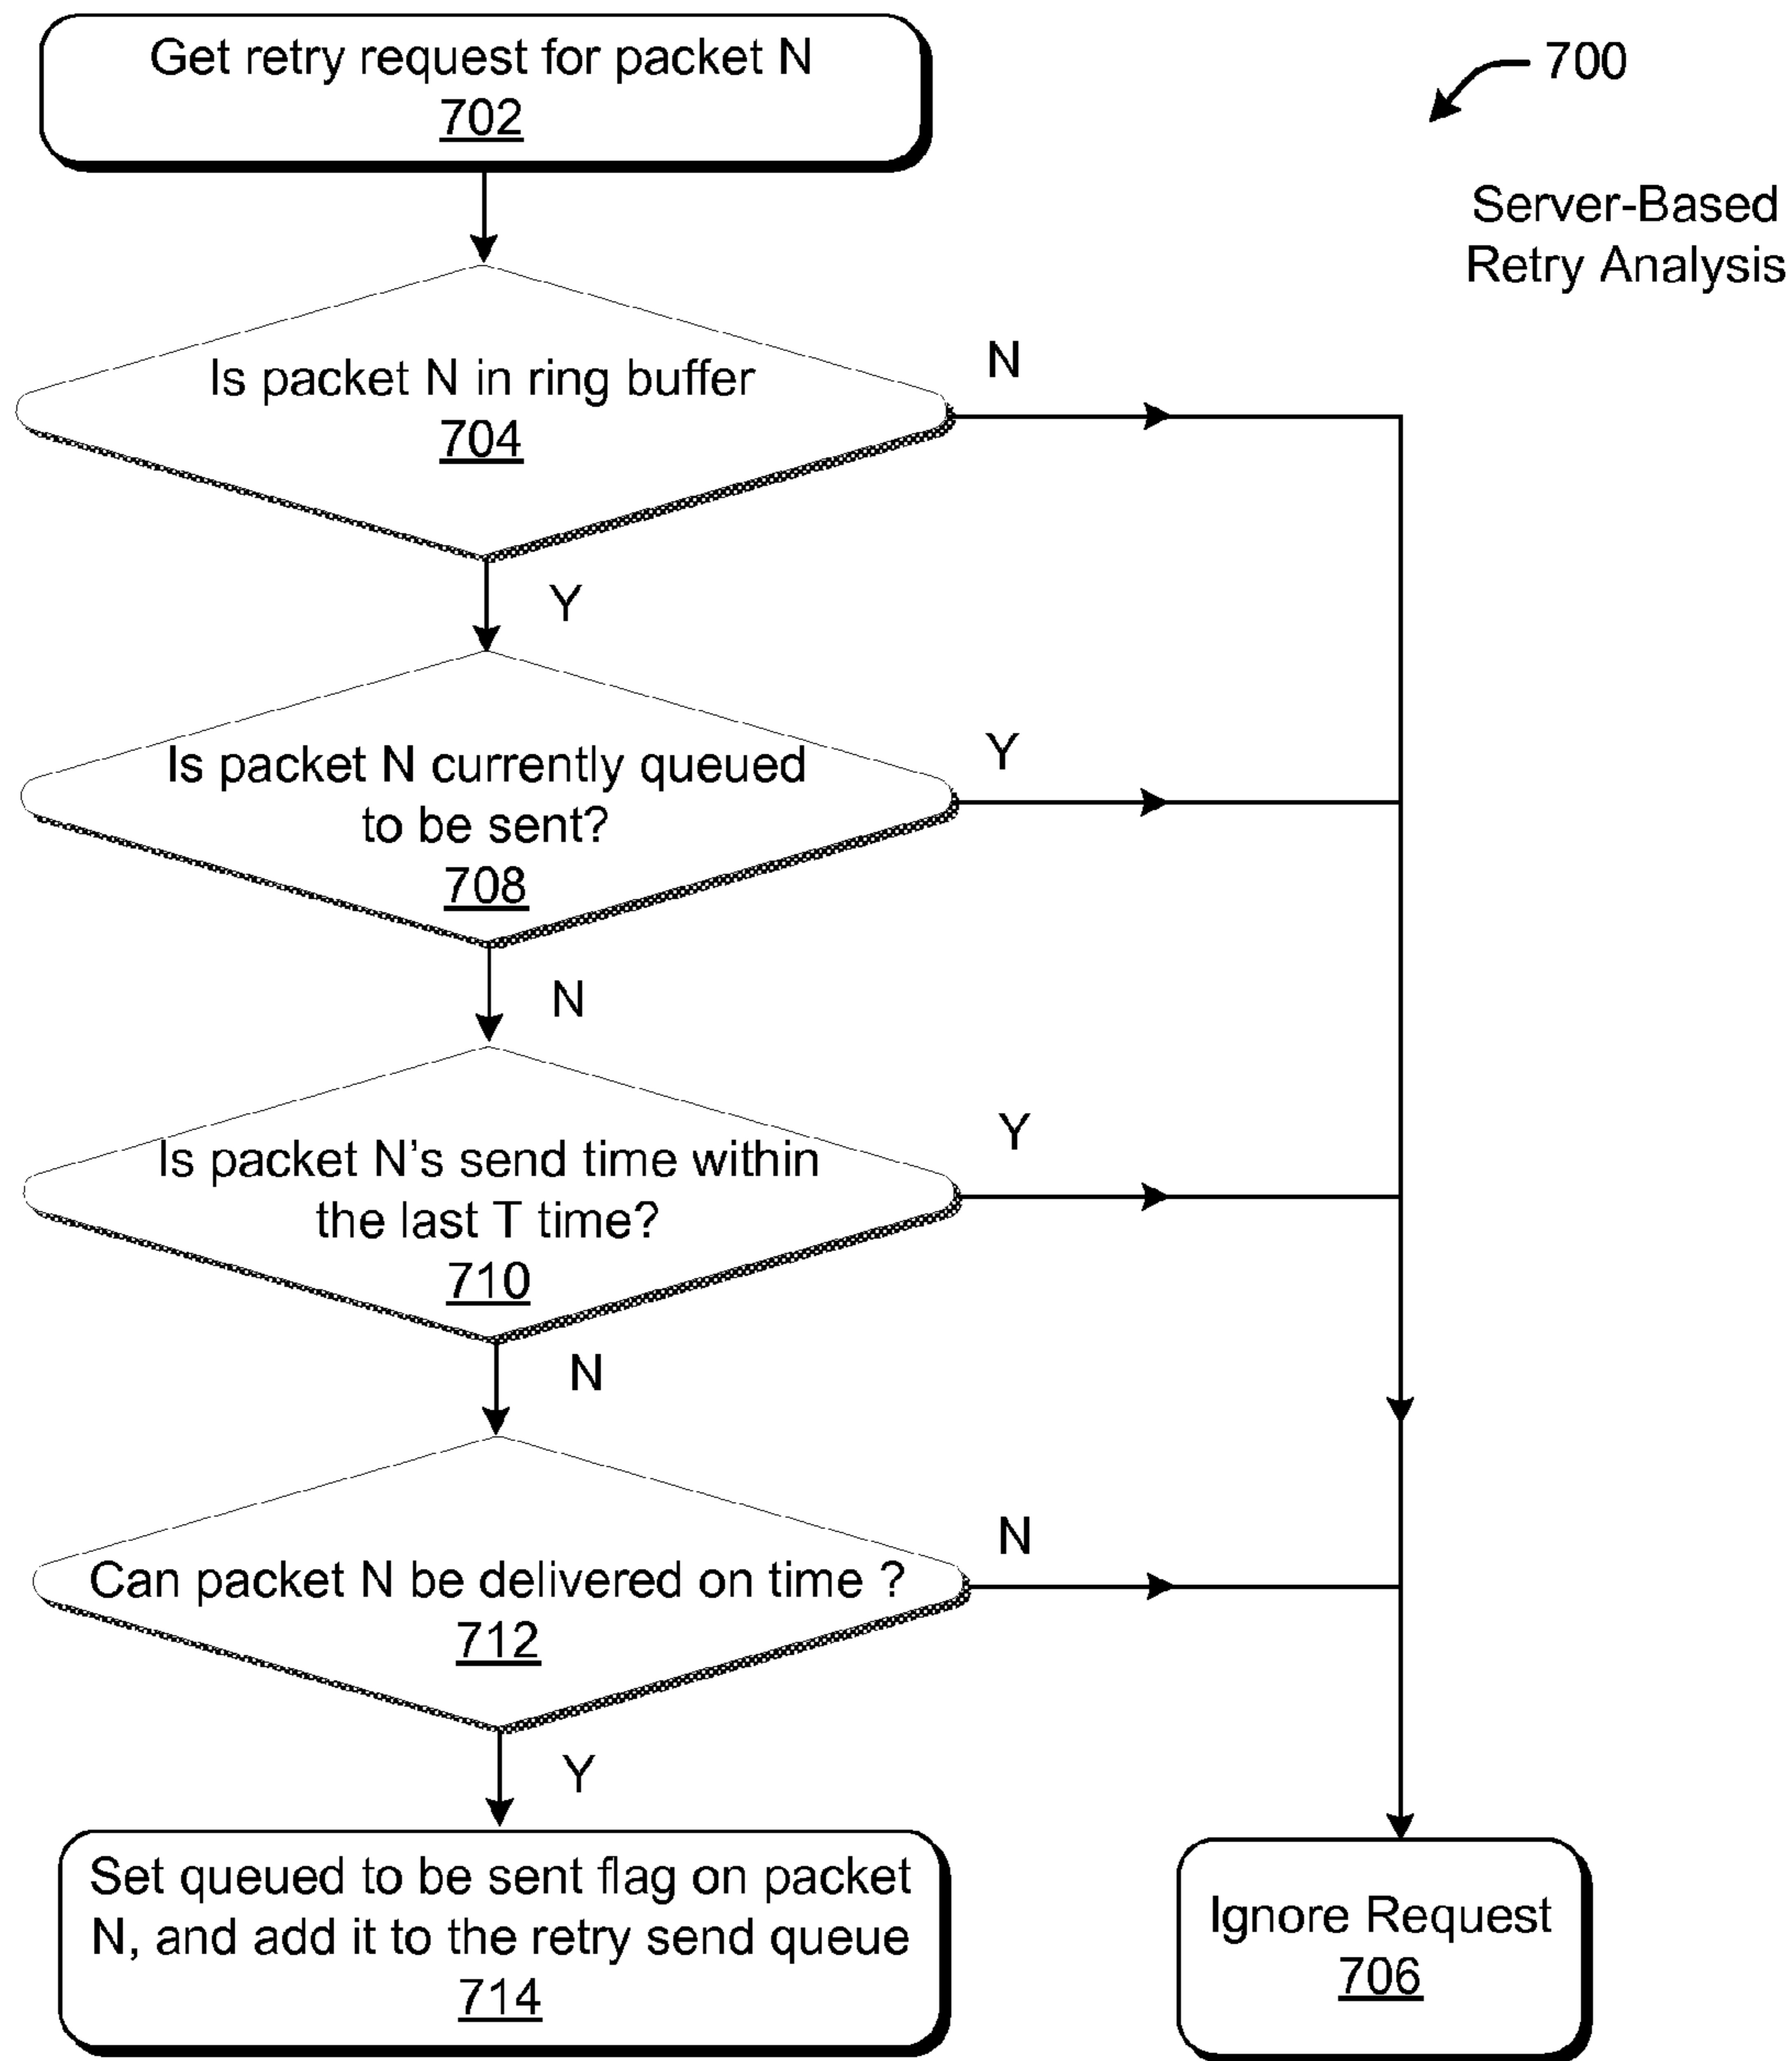 Get retry request for packet N
702
700
Server-Based
Retry Analysis
Is packet N in ring buffer
704
N
Y
Is packet N currently queued
to be sent?
708
Y
N
Is packet N's send time within
the last T time?
710
Y
N
Can packet N be delivered on time ?
712
N
Y
Set queued to be sent flag on packet
N, and add it to the retry send queue
714
Ignore Request
706